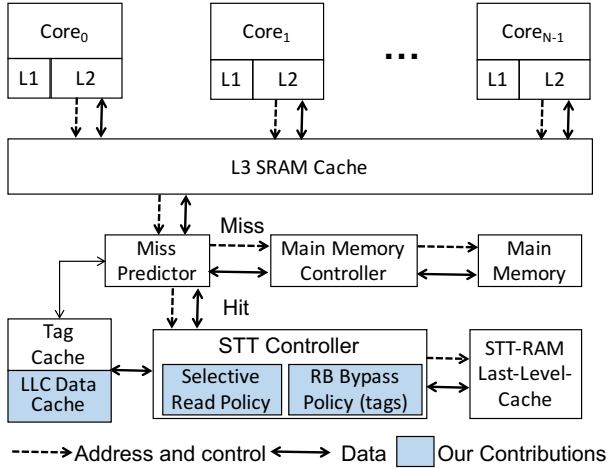 Core0 Core1 ... CoreN-1
L1 L2 L1 L2 L1 L2
L3 SRAM Cache
Miss
Miss
Predictor
Main Memory
Controller
Main
Memory
Hit
Tag
Cache
LLC Data
Cache
STT Controller
Selective
Read Policy
RB Bypass
Policy (tags)
STT-RAM
Last-Level-
Cache
Address and control Data Our Contributions